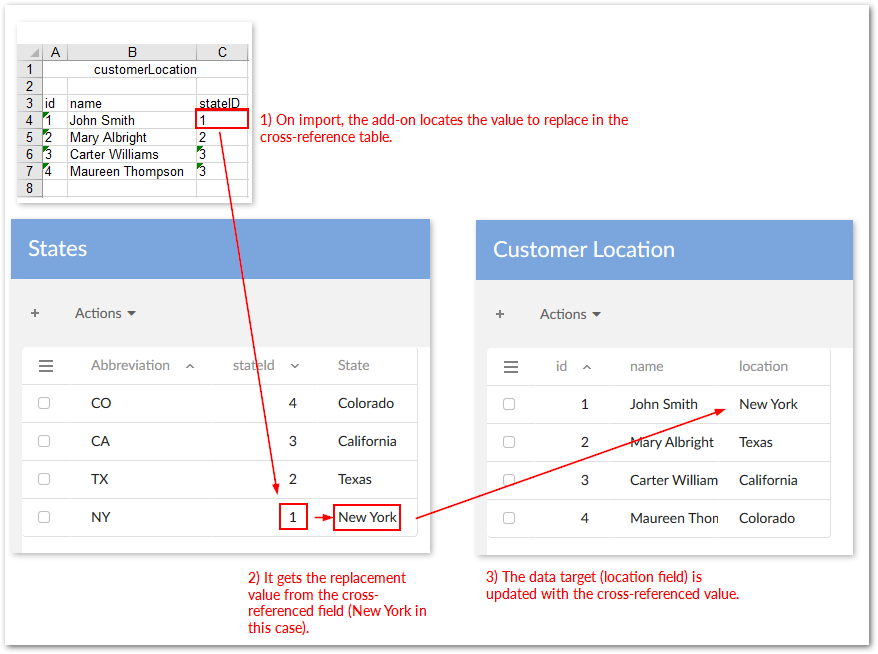 A B C
1 customerLocation
2
3 id name stateID
4 1 John Smith 1
5 2 Mary Albright 2
6 3 Carter Williams 3
7 4 Maureen Thompson 3
8
1) On import, the add-on locates the value to replace in the
cross-reference table.
States
+ Actions
Abbreviation stateId State
CO 4 Colorado
CA 3 California
TX 2 Texas
NY 1 New York
Customer Location
+ Actions
id name location
1 John Smith New York
2 Mary Albright Texas
3 Carter William California
4 Maureen Thon Colorado
2) It gets the replacement
value from the cross-
referenced field (New York in
this case).
3) The data target (location field) is
updated with the cross-referenced value.